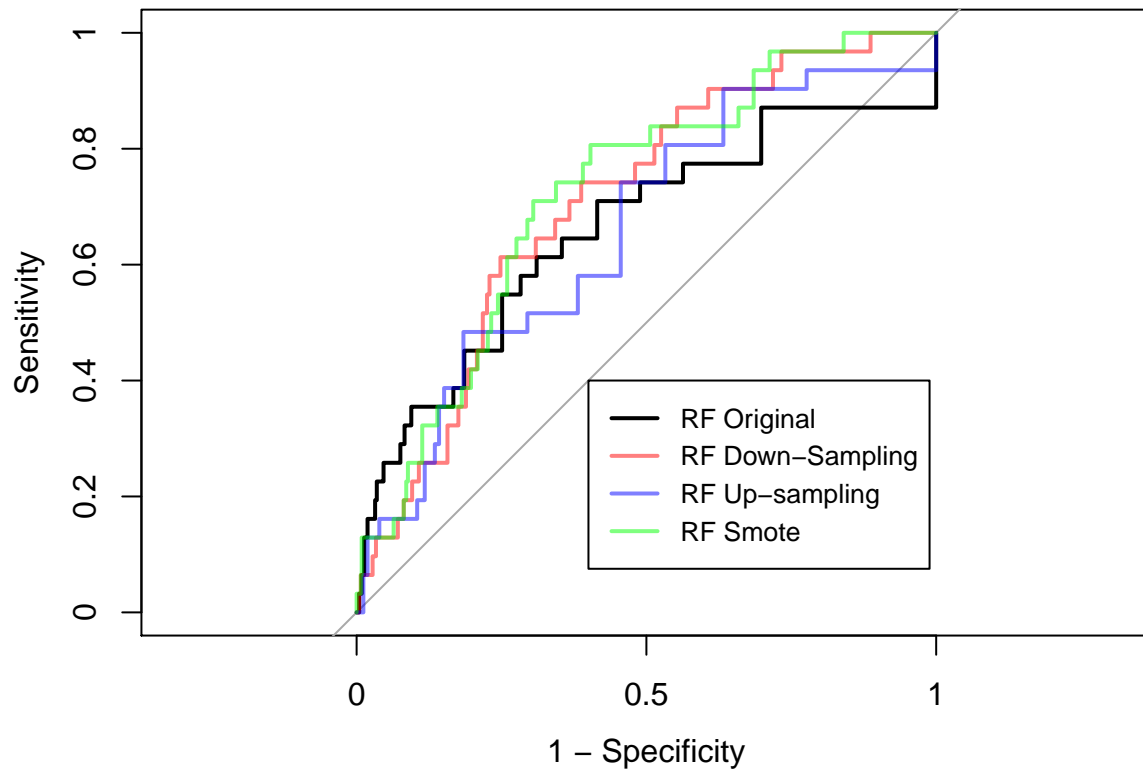 1
0.8
0.6
0.4
0.2
0
Sensitivity
RF Original
RF Down−Sampling
RF Up−sampling
RF Smote
0
0.5
1
1 − Specificity